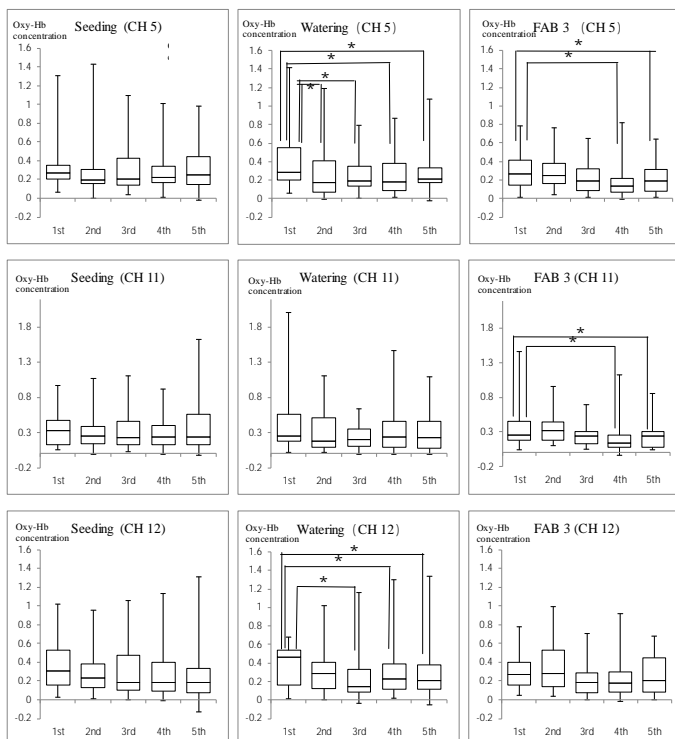 Oxy-Hb
concentration
Seeding (CH 5)
1.6
1.4
1.2
1
0.8
0.6
0.4
0.2
0
-0.2
1st 2nd 3rd 4th 5th
Oxy-Hb
concentration
Watering (CH 5)
1.6
1.4
1.2
1
0.8
0.6
0.4
0.2
0
-0.2
*
*
*
*
1st 2nd 3rd 4th 5th
Oxy-Hb
concentration
FAB 3 (CH 5)
1.6
1.4
1.2
1
0.8
0.6
0.4
0.2
0
-0.2
*
*
1st 2nd 3rd 4th 5th
Oxy-Hb
concentration
Seeding (CH 11)
1.8
1.3
0.8
0.3
-0.2
1st 2nd 3rd 4th 5th
Oxy-Hb
concentration
Watering (CH 11)
1.8
1.3
0.8
0.3
-0.2
1st 2nd 3rd 4th 5th
Oxy-Hb
concentration
FAB 3 (CH 11)
1.8
1.3
0.8
0.3
-0.2
*
*
1st 2nd 3rd 4th 5th
Oxy-Hb
concentration
Seeding (CH 12)
1.6
1.4
1.2
1
0.8
0.6
0.4
0.2
0
-0.2
1st 2nd 3rd 4th 5th
Oxy-Hb
concentration
Watering (CH 12)
1.6
1.4
1.2
1
0.8
0.6
0.4
0.2
0
-0.2
*
*
*
1st 2nd 3rd 4th 5th
Oxy-Hb
concentration
FAB 3 (CH 12)
1.6
1.4
1.2
1
0.8
0.6
0.4
0.2
0
-0.2
1st 2nd 3rd 4th 5th